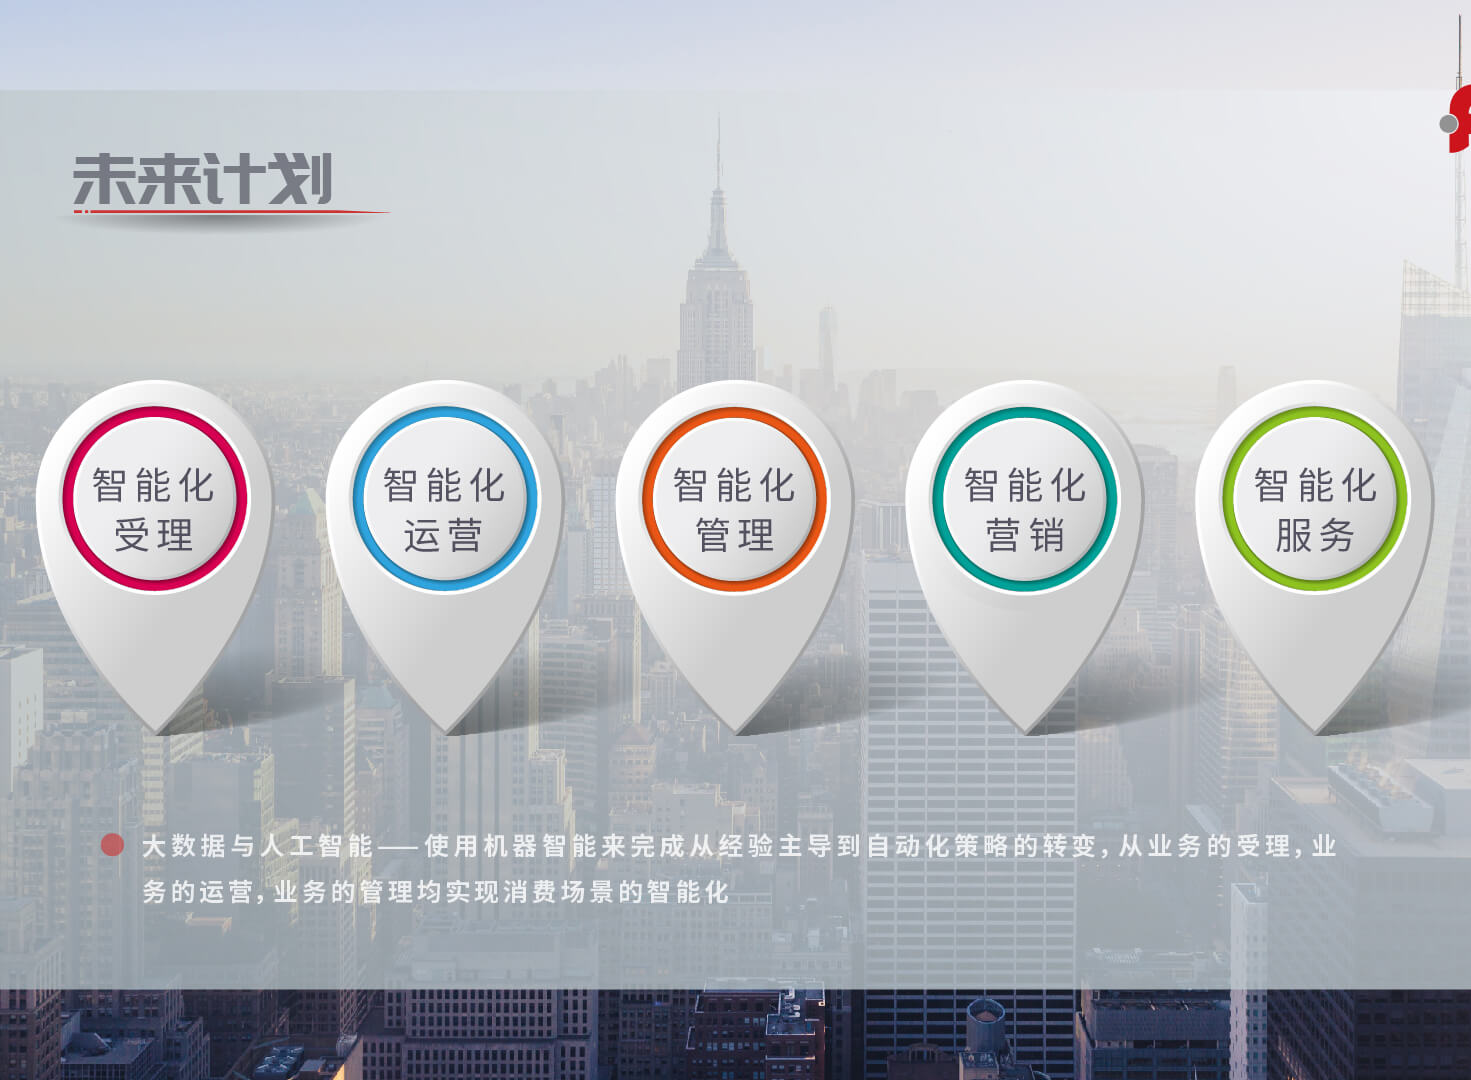 未来计划
智能化
受理
智能化
运营
智能化
管理
智能化
营销
智能化
服务
大数据与人工智能——使用机器智能来完成从经验主导到自动化策略的转变，从业务的受理，业
务的运营，业务的管理均实现消费场景的智能化